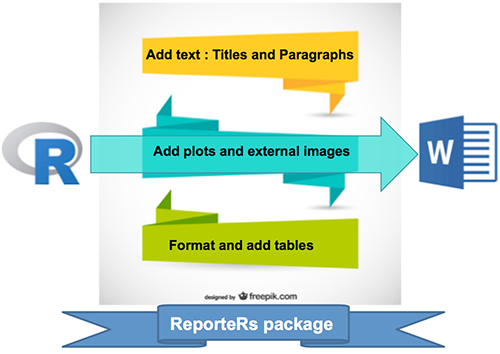 Add text : Titles and Paragraphs
R
Add plots and external images
W
Format and add tables
designed by freepik.com
ReporteRs package